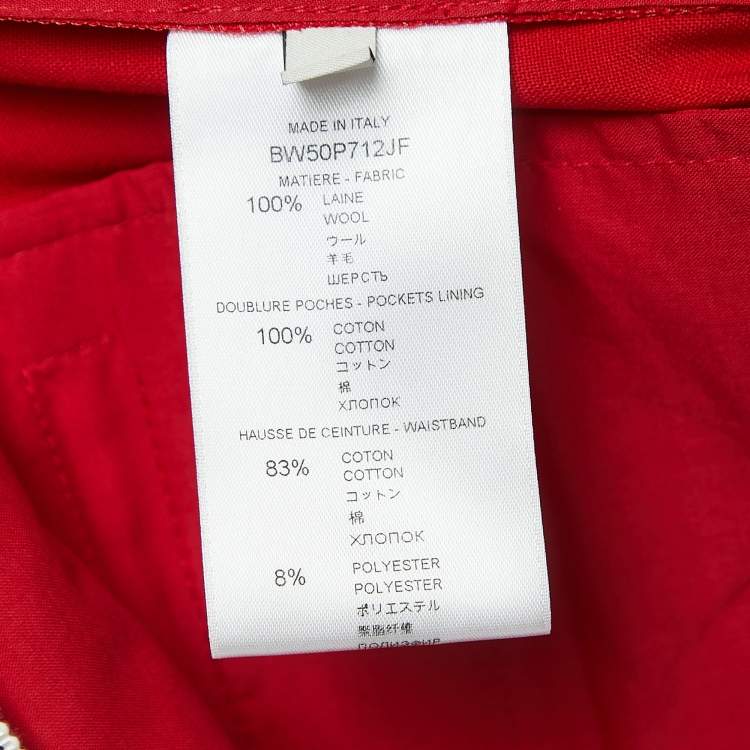 MADE IN ITALY
BW50P712JF
MATIERE - FABRIC
100% LAINE
WOOL
ウール
羊毛
ШЕРСТЬ
DOUBLURE POCHES - POCKETS LINING
100% COTON
COTTON
コットン
棉
ХЛОПОК
HAUSSE DE CEINTURE - WAISTBAND
83% COTON
COTTON
コットン
棉
ХЛОПОК
8% POLYESTER
POLYESTER
ポリエステル
聚脂纤维